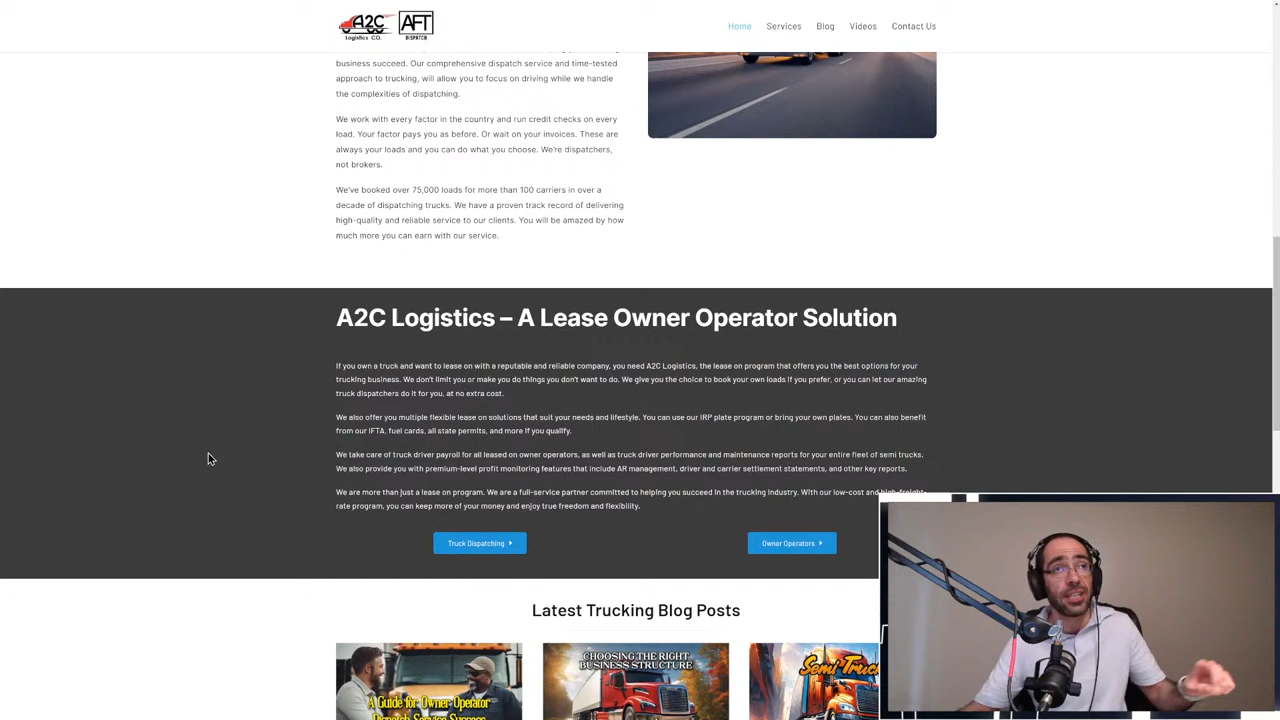 A2C
Logistics CO.
AFT
DISPATCH
Home
Services
Blog
Videos
Contact Us
business succeed. Our comprehensive dispatch service and time-tested
approach to trucking, will allow you to focus on driving while we handle
the complexities of dispatching.
We work with every factor in the country and run credit checks on every
load. Your factor pays you as before. Or wait on your invoices. These are
always your loads and you can do what you choose. We're dispatchers,
not brokers.
We've booked over 75,000 loads for more than 100 carriers in over a
decade of dispatching trucks. We have a proven track record of delivering
high-quality and reliable service to our clients. You will be amazed by how
much more you can earn with our service.
A2C Logistics – A Lease Owner Operator Solution
If you own a truck and want to lease on with a reputable and reliable company, you need A2C Logistics, the lease on program that offers you the best options for your
trucking business. We don't limit you or make you do things you don't want to do. We give you the choice to book your own loads if you prefer, or you can let our amazing
truck dispatchers do it for you, at no extra cost.
We also offer you multiple flexible lease on solutions that suit your needs and lifestyle. You can use our IRP plate program or bring your own plates. You can also benefit
from our IFTA, fuel cards, all state permits, and more if you qualify.
We take care of truck driver payroll for all leased on owner operators, as well as truck driver performance and maintenance reports for your entire fleet of semi trucks.
We also provide you with premium-level profit monitoring features that include AR management, driver and carrier settlement statements, and other key reports.
We are more than just a lease on program. We are a full-service partner committed to helping you succeed in the trucking industry. With our low-cost and high-freight-
rate program, you can keep more of your money and enjoy true freedom and flexibility.
Truck Dispatching
Owner Operators
Latest Trucking Blog Posts
A Guide for Owner Operator
Dispatch Service Success
CHOOSING THE RIGHT
BUSINESS STRUCTURE
Semi Truck